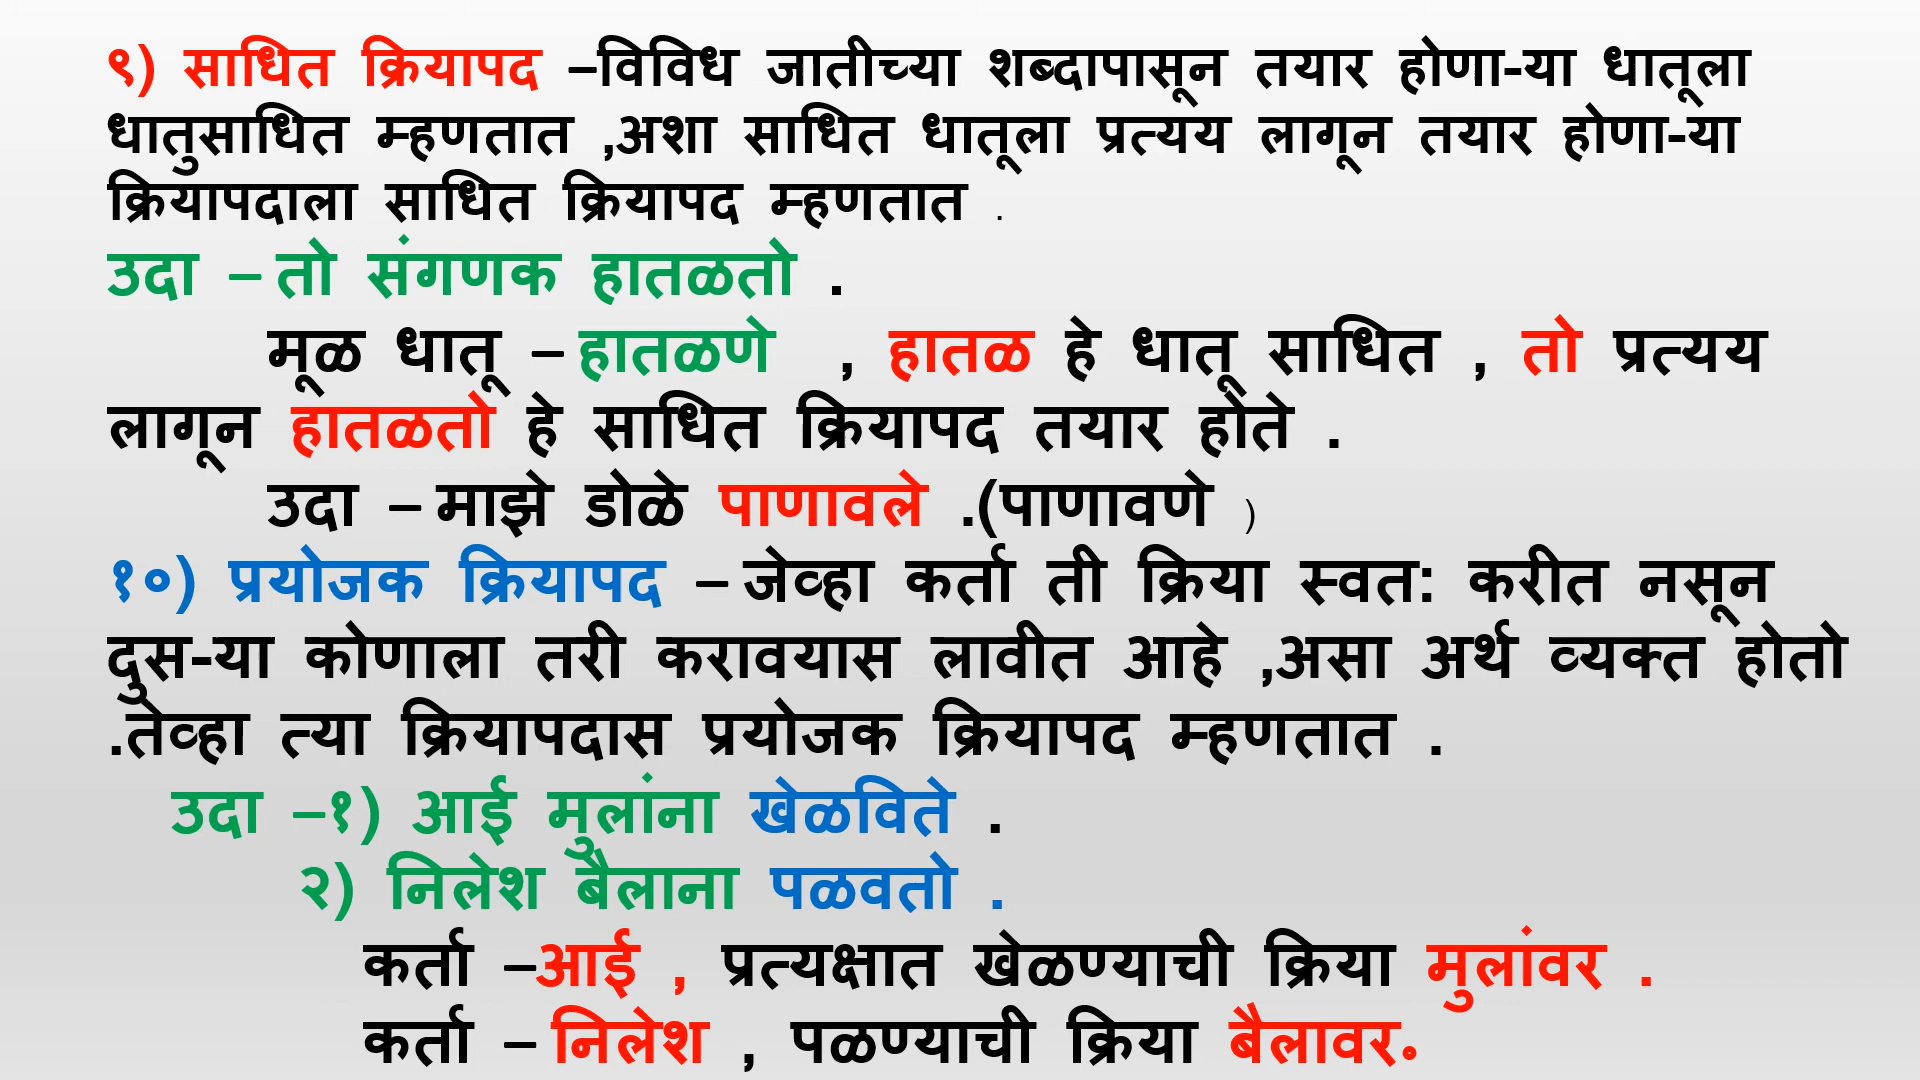 ९) साधित क्रियापद –विविध जातीच्या शब्दापासून तयार होणा-या धातूला
धातुसाधित म्हणतात ,अशा साधित धातूला प्रत्यय लागून तयार होणा-या
क्रियापदाला साधित क्रियापद म्हणतात .
उदा – तो संगणक हातळतो .
मूळ धातू – हातळणे , हातळ हे धातू साधित , तो प्रत्यय
लागून हातळतो हे साधित क्रियापद तयार होते .
उदा – माझे डोळे पाणावले .(पाणावणे )
१०) प्रयोजक क्रियापद – जेव्हा कर्ता ती क्रिया स्वत: करीत नसून
दुस-या कोणाला तरी करावयास लावीत आहे ,असा अर्थ व्यक्त होतो
.तेव्हा त्या क्रियापदास प्रयोजक क्रियापद म्हणतात .
उदा –१) आई मुलांना खेळविते .
२) निलेश बैलाना पळवतो .
कर्ता –आई , प्रत्यक्षात खेळण्याची क्रिया मुलांवर .
कर्ता – निलेश , पळण्याची क्रिया बैलावर॰